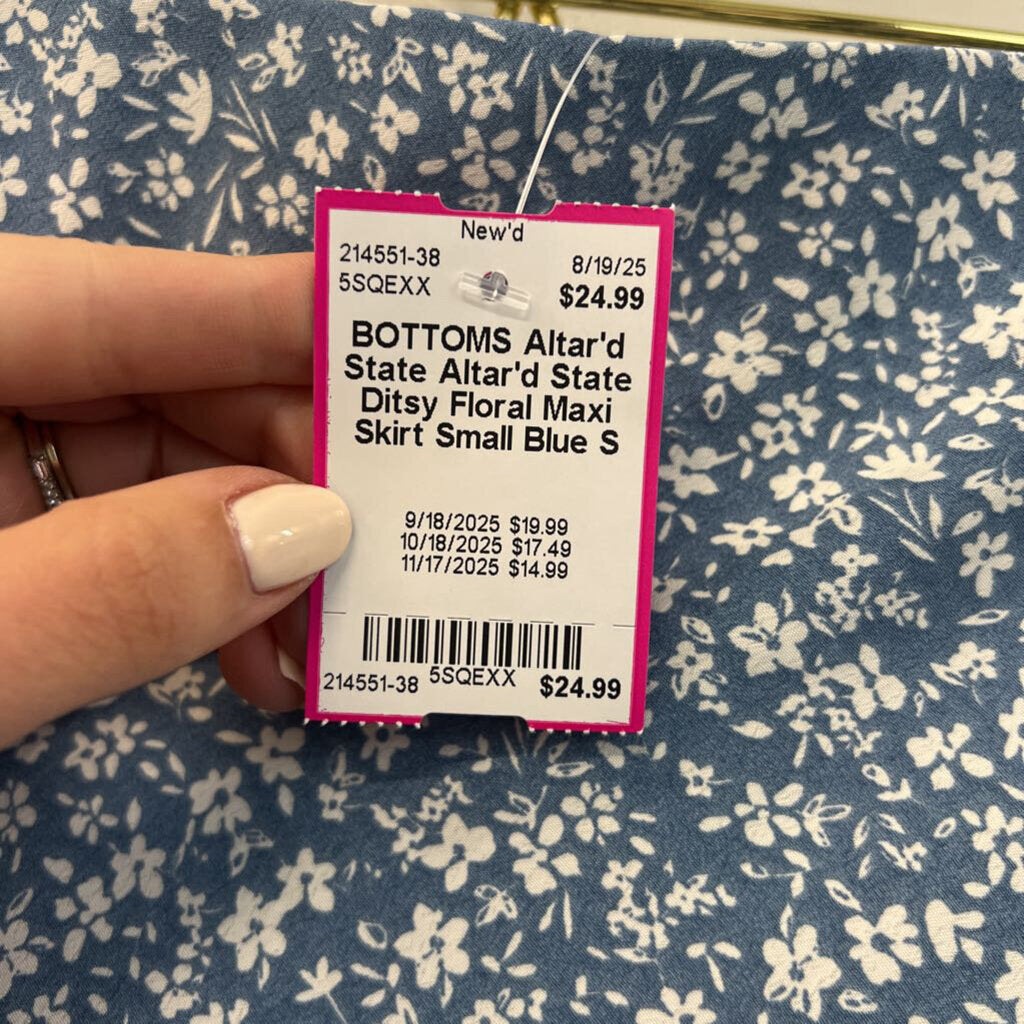 New'd
214551-38 8/19/25
5SQEXX $24.99
BOTTOMS Altar'd
State Altar'd State
Ditsy Floral Maxi
Skirt Small Blue S
9/18/2025 $19.99
10/18/2025 $17.49
11/17/2025 $14.99
214551-38 5SQEXX $24.99